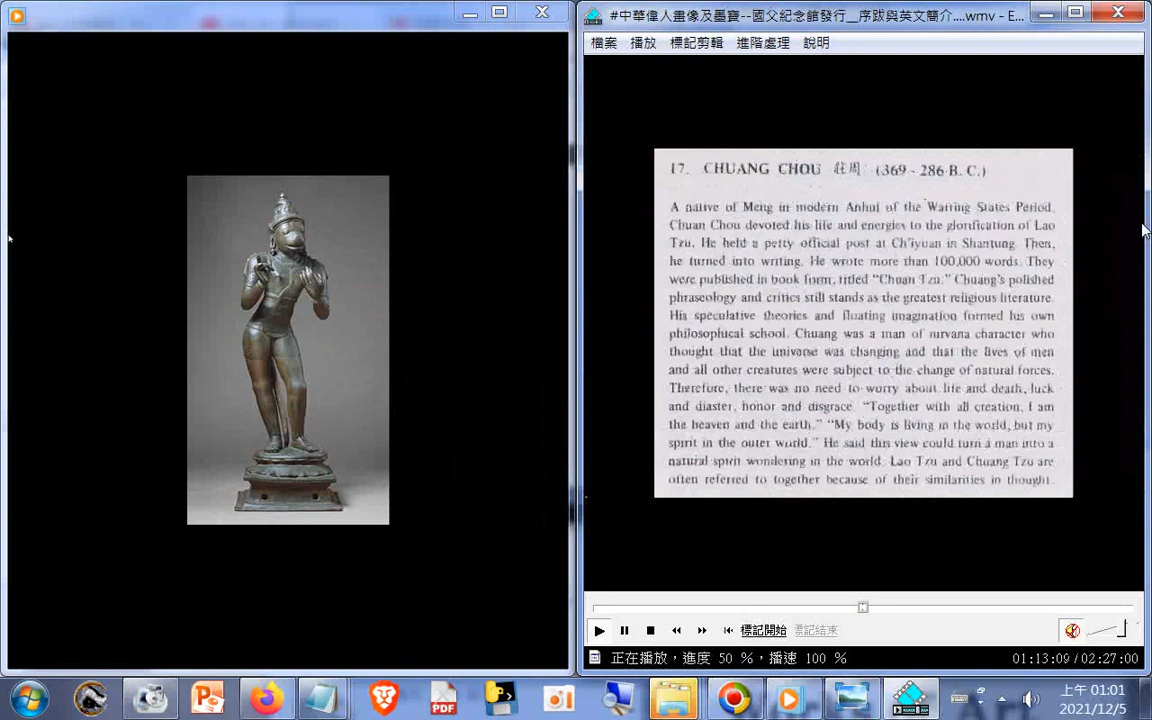 #中華偉人畫像及墨寶--國父紀念館發行__序跋與英文簡介....wmv - E...
檔案 播放 標記剪輯 進階處理 說明
17. CHUANG CHOU 莊周 (369 - 286 B. C.)
A native of Meng in modern Anhui of the Warring States Period,
Chuan Chou devoted his life and energies to the glorification of Lao
Tzu. He held a petty official post at Ch'iyuan in Shantung. Then,
he turned into writing. He wrote more than 100,000 words. They
were published in book form, titled "Chuan Tzu." Chuang's polished
phraseology and critics still stands as the greatest religious literature.
His speculative theories and floating imagination formed his own
philosophical school. Chuang was a man of nirvana character who
thought that the universe was changing and that the lives of men
and all other creatures were subject to the change of natural forces.
Therefore, there was no need to worry about life and death, luck
and diaster, honor and disgrace. "Together with all creation, I am
the heaven and the earth." "My body is living in the world, but my
spirit in the outer world." He said this view could turn a man into a
natural spirit wondering in the world. Lao Tzu and Chuang Tzu are
often referred to together because of their similarities in thought.
標記開始 標記結束
正在播放，進度 50 %，播速 100 %
01:13:09 / 02:27:00
PDF
上午 01:01
2021/12/5